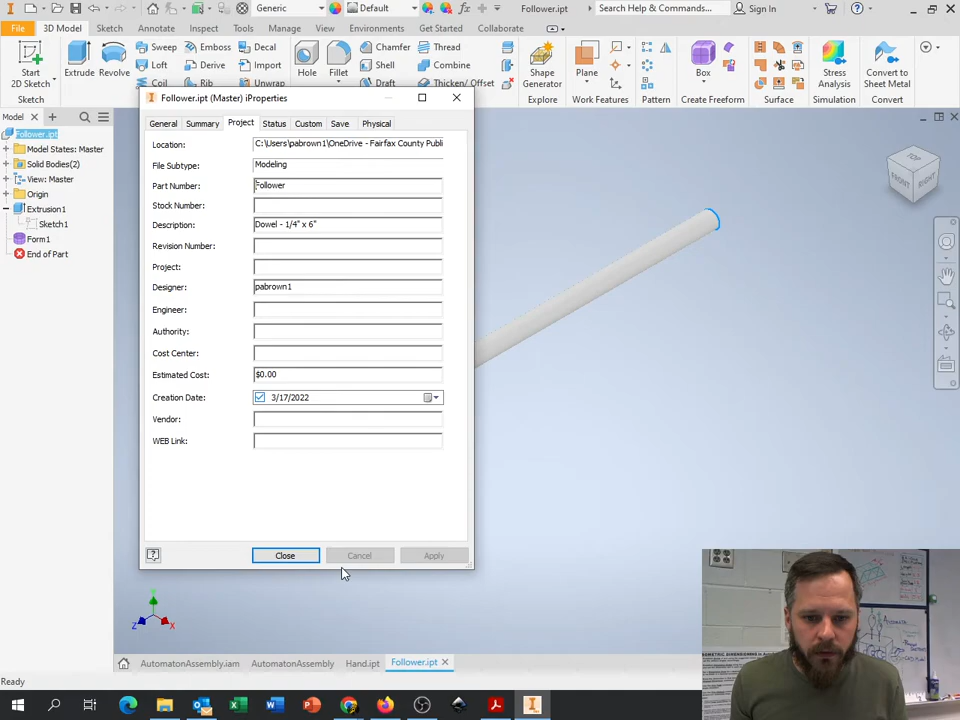 Generic
Default
Follower.ipt
Search Help & Commands...
Sign In
File
3D Model
Sketch
Annotate
Inspect
Tools
Manage
View
Environments
Get Started
Collaborate
Start
2D Sketch
Extrude
Revolve
Sweep
Loft
Coil
Emboss
Derive
Rib
Decal
Import
Unwrap
Hole
Fillet
Chamfer
Shell
Draft
Thread
Combine
Thicken/ Offset
Shape
Generator
Plane
Box
Stress
Analysis
Convert to
Sheet Metal
Sketch
Explore
Work Features
Pattern
Create Freeform
Surface
Simulation
Convert
Model
Follower.ipt
Model States: Master
Solid Bodies(2)
View: Master
Origin
Extrusion1
Sketch1
Form1
End of Part
Follower.ipt (Master) iProperties
General
Summary
Project
Status
Custom
Save
Physical
Location:
C:\Users\pabrown1\OneDrive - Fairfax County Publi
File Subtype:
Modeling
Part Number:
Follower
Stock Number:
Description:
Dowel - 1/4" x 6"
Revision Number:
Project:
Designer:
pabrown1
Engineer:
Authority:
Cost Center:
Estimated Cost:
$0.00
Creation Date:
3/17/2022
Vendor:
WEB Link:
Close
Cancel
Apply
TOP
FRONT
RIGHT
Y
Z
X
AutomatonAssembly.iam
AutomatonAssembly
Hand.ipt
Follower.ipt
Ready